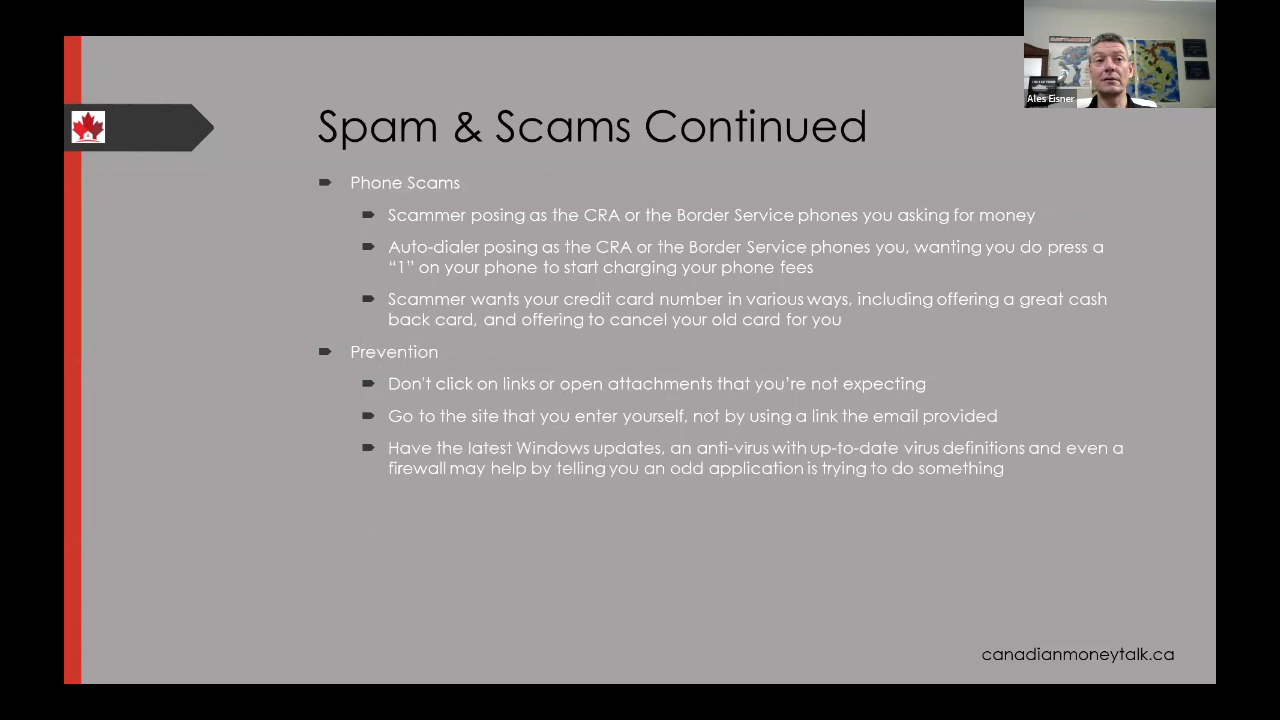 Ales Eisner
Spam & Scams Continued
Phone Scams
Scammer posing as the CRA or the Border Service phones you asking for money
Auto-dialer posing as the CRA or the Border Service phones you, wanting you do press a
“1” on your phone to start charging your phone fees
Scammer wants your credit card number in various ways, including offering a great cash
back card, and offering to cancel your old card for you
Prevention
Don't click on links or open attachments that you’re not expecting
Go to the site that you enter yourself, not by using a link the email provided
Have the latest Windows updates, an anti-virus with up-to-date virus definitions and even a
firewall may help by telling you an odd application is trying to do something
canadianmoneytalk.ca